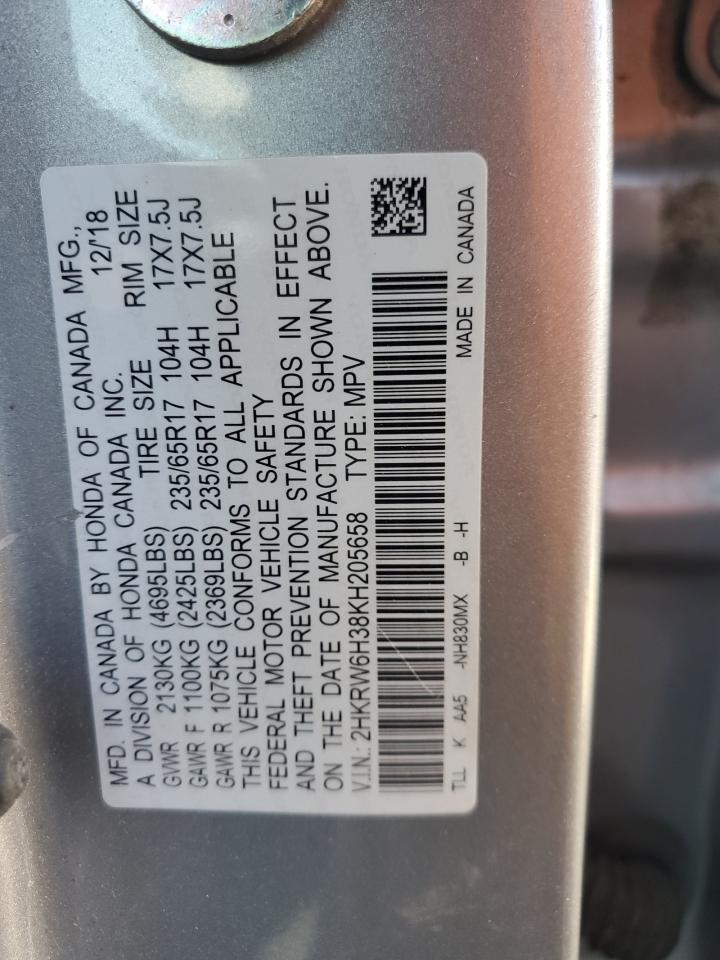 MFD. IN CANADA BY HONDA OF CANADA MFG.,
A DIVISION OF HONDA CANADA INC. 12/'18
GVWR 2130KG (4695LBS) TIRE SIZE RIM SIZE
GAWR F 1100KG (2425LBS) 235/65R17 104H 17X7.5J
GAWR R 1075KG (2369LBS) 235/65R17 104H 17X7.5J
THIS VEHICLE CONFORMS TO ALL APPLICABLE
FEDERAL MOTOR VEHICLE SAFETY
AND THEFT PREVENTION STANDARDS IN EFFECT
ON THE DATE OF MANUFACTURE SHOWN ABOVE.
V.I.N.: 2HKRW6H38KH205658 TYPE: MPV
TLL K AA5 -NH830MX -B -H MADE IN CANADA